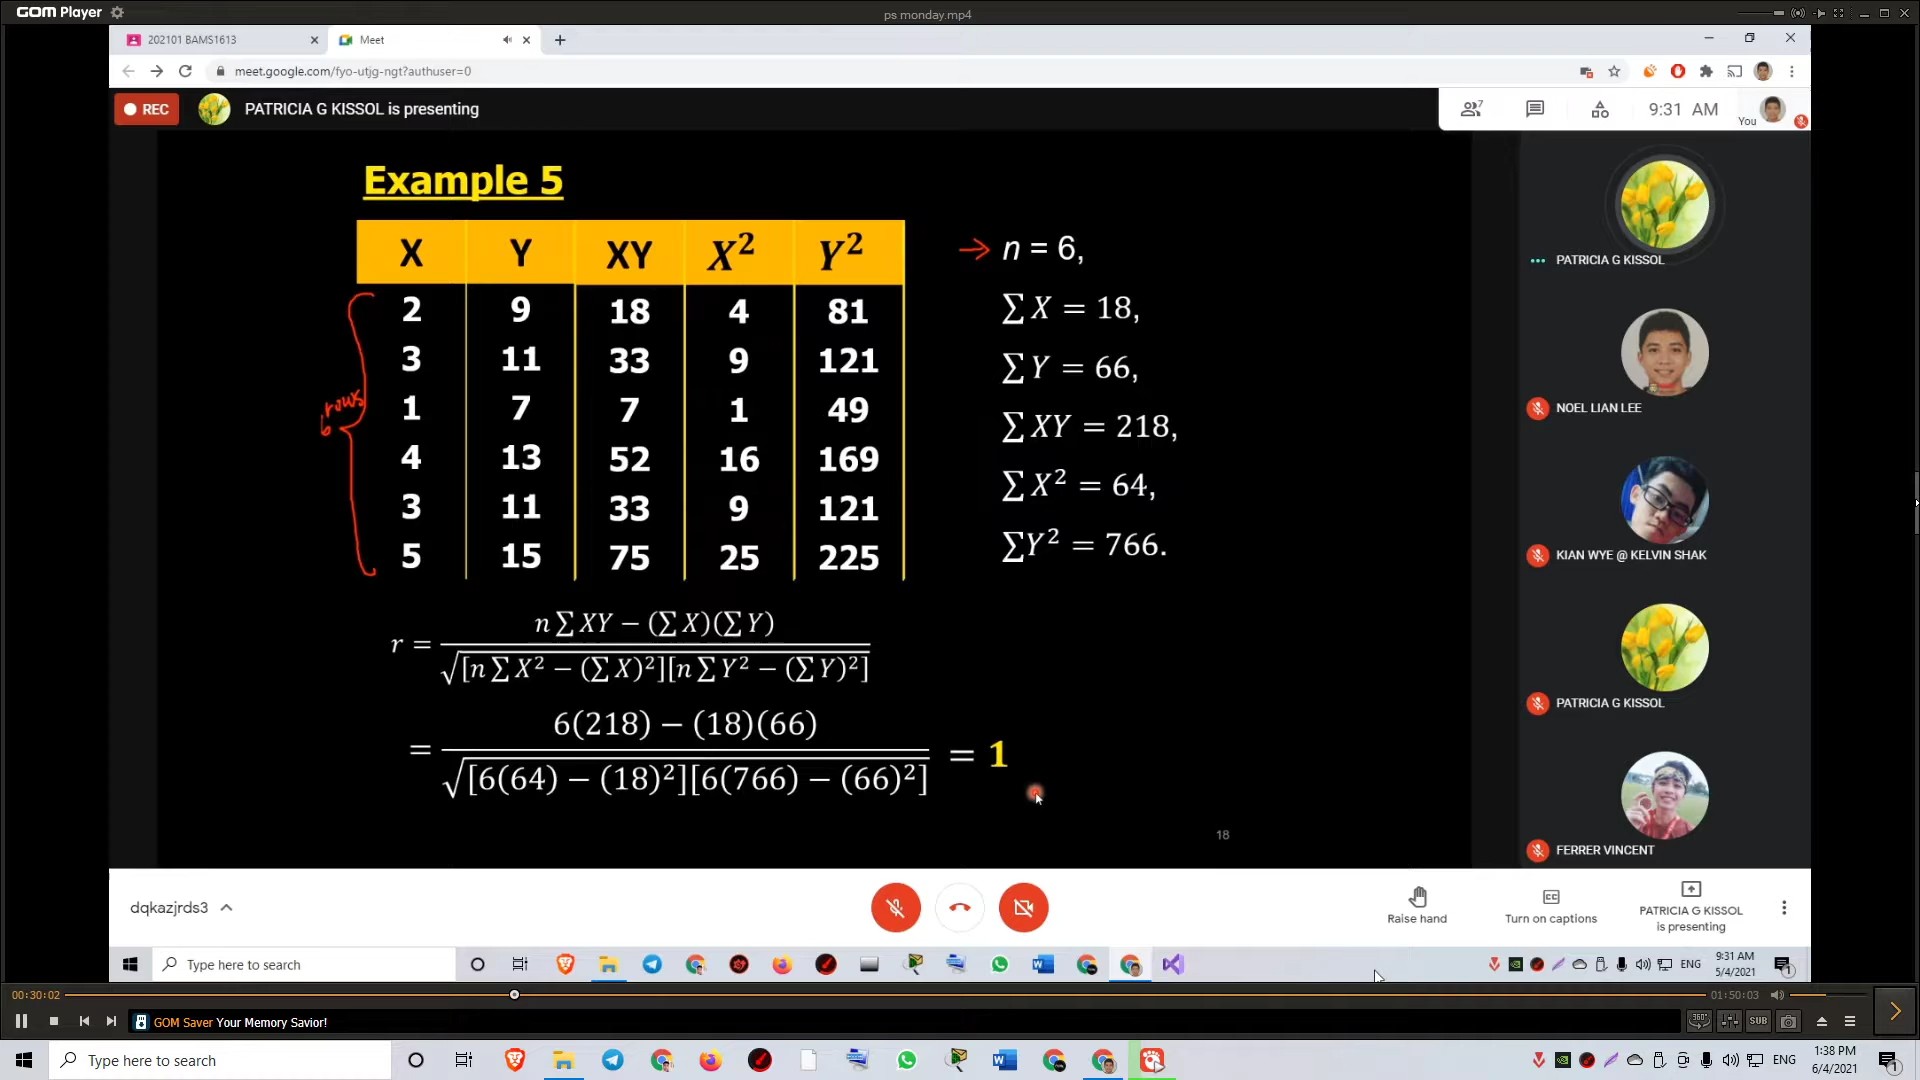 GOM Player
ps monday.mp4
202101 BAMS1613
Meet
meet.google.com/fyo-utjg-ngt?authuser=0
REC
PATRICIA G KISSOL is presenting
7
9:31 AM
You
Example 5
X Y XY X² Y²
2 9 18 4 81
3 11 33 9 121
1 7 7 1 49
4 13 52 16 169
3 11 33 9 121
5 15 75 25 225
6 rows
→ n = 6,
∑ X = 18,
∑ Y = 66,
∑ XY = 218,
∑ X² = 64,
∑Y² = 766.
r = n ∑ XY − (∑ X)(∑ Y)
√[n ∑ X² − (∑ X)²][n ∑ Y² − (∑ Y)²]
= 6(218) − (18)(66)
√[6(64) − (18)²][6(766) − (66)²]
= 1
18
PATRICIA G KISSOL
NOEL LIAN LEE
KIAN WYE @ KELVIN SHAK
PATRICIA G KISSOL
FERRER VINCENT
dqkazjrds3
Raise hand
Turn on captions
PATRICIA G KISSOL
is presenting
Type here to search
ENG
9:31 AM
5/4/2021
1
00:30:02
01:50:03
GOM Saver Your Memory Savior!
360°
SUB
Type here to search
ENG
1:38 PM
6/4/2021
1